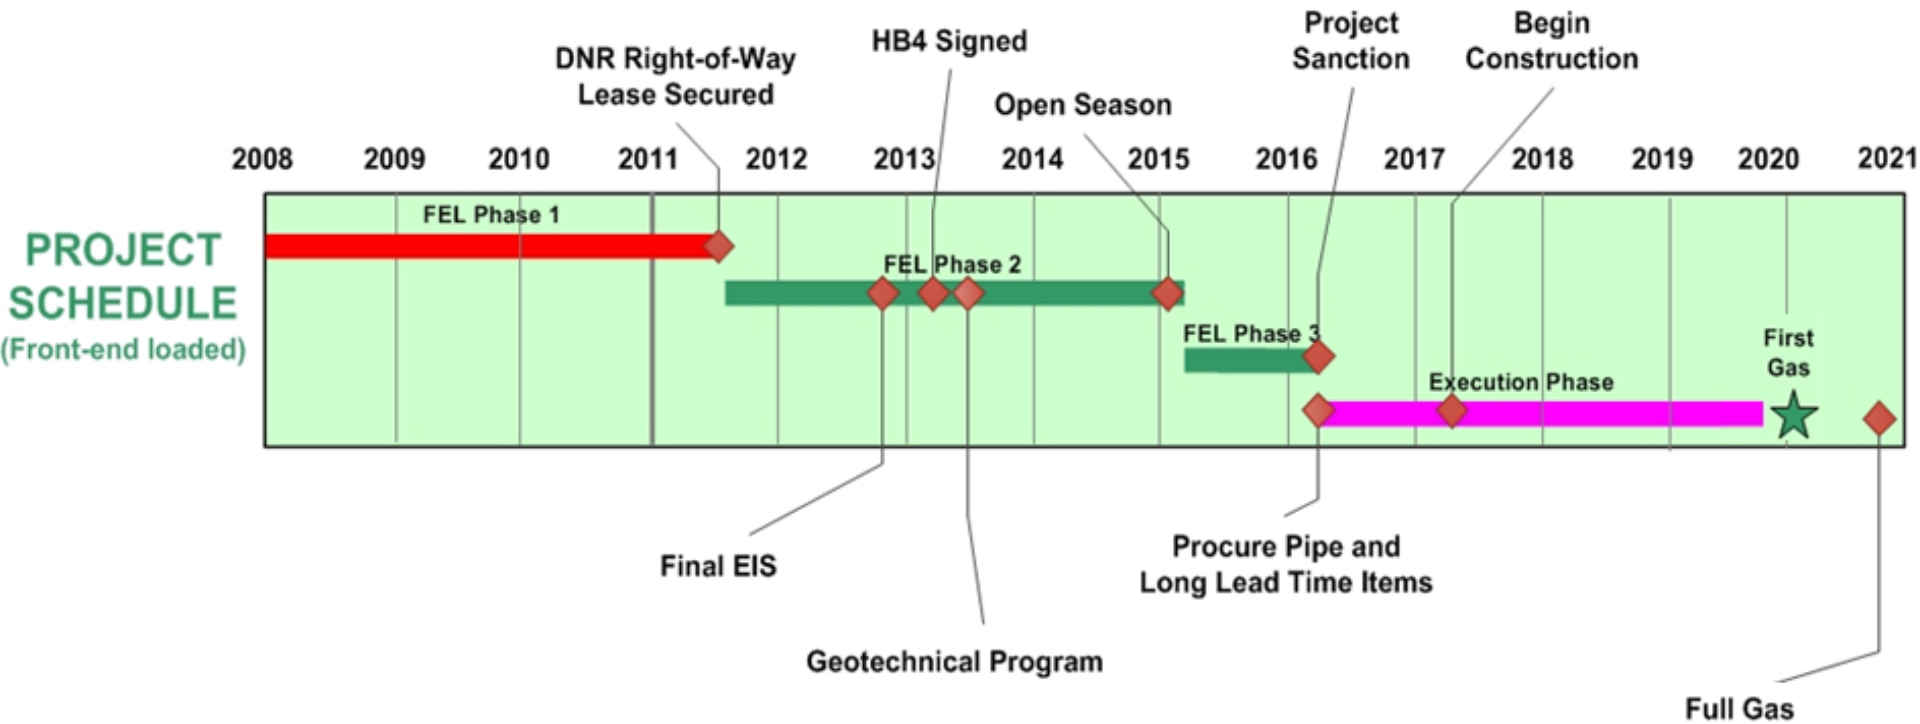 Project
Sanction
Begin
Construction
HB4 Signed
DNR Right-of-Way
Lease Secured
Open Season
2008 2009 2010 2011 2012 2013 2014 2015 2016 2017 2018 2019 2020 2021
PROJECT
SCHEDULE
(Front-end loaded)
FEL Phase 1
FEL Phase 2
FEL Phase 3
Execution Phase
First
Gas
Final EIS
Procure Pipe and
Long Lead Time Items
Geotechnical Program
Full Gas